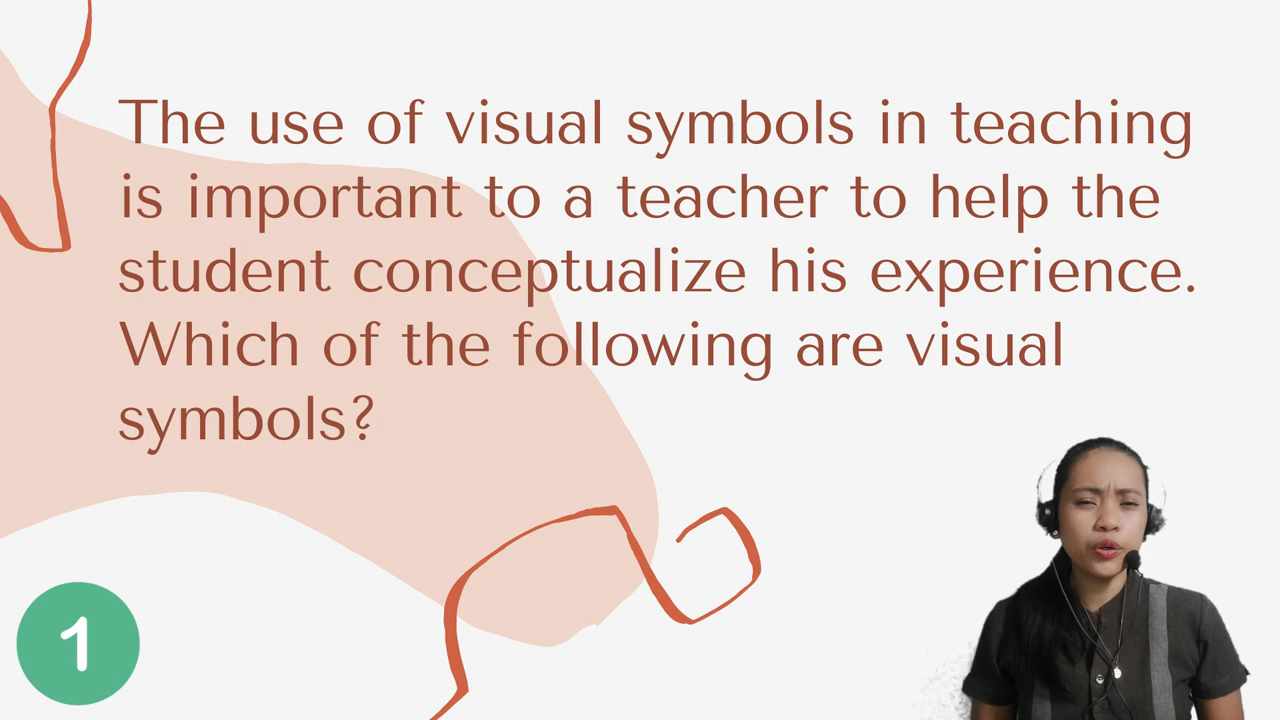 The use of visual symbols in teaching
is important to a teacher to help the
student conceptualize his experience.
Which of the following are visual
symbols?
1